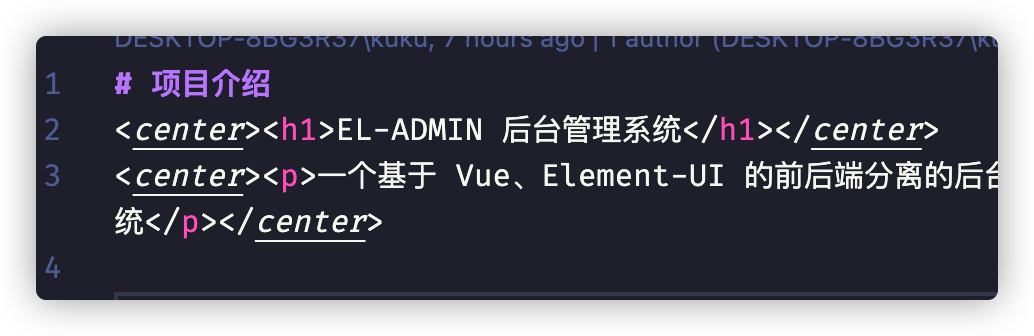 DESKTOP-8BG3R37\kuku, 7 hours ago | 1 author (DESKTOP-8BG3R37\ku
1 # 项目介绍
2 <center><h1>EL-ADMIN 后台管理系统</h1></center>
3 <center><p>一个基于 Vue、Element-UI 的前后端分离的后台
统</p></center>
4